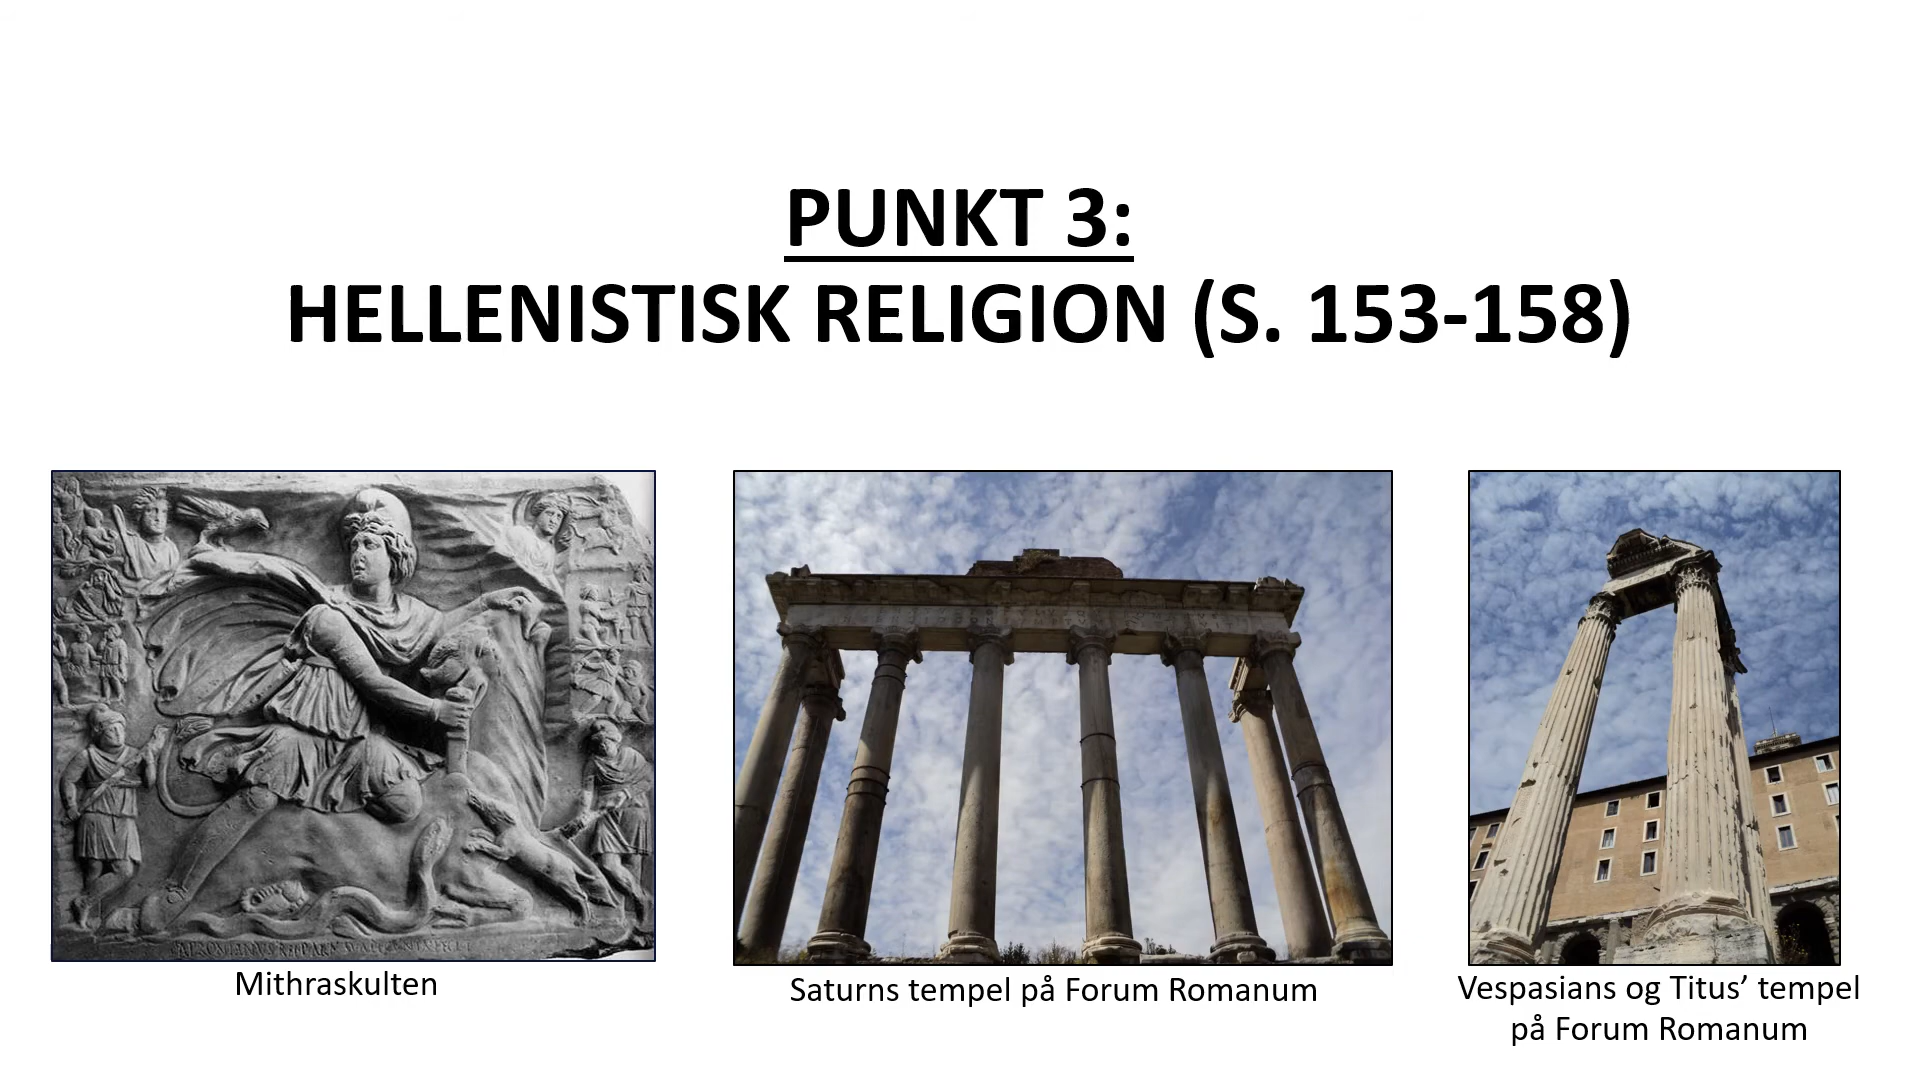 PUNKT 3:
HELLENISTISK RELIGION (S. 153-158)
Mithraskulten
Saturns tempel på Forum Romanum
Vespasians og Titus’ tempel
på Forum Romanum